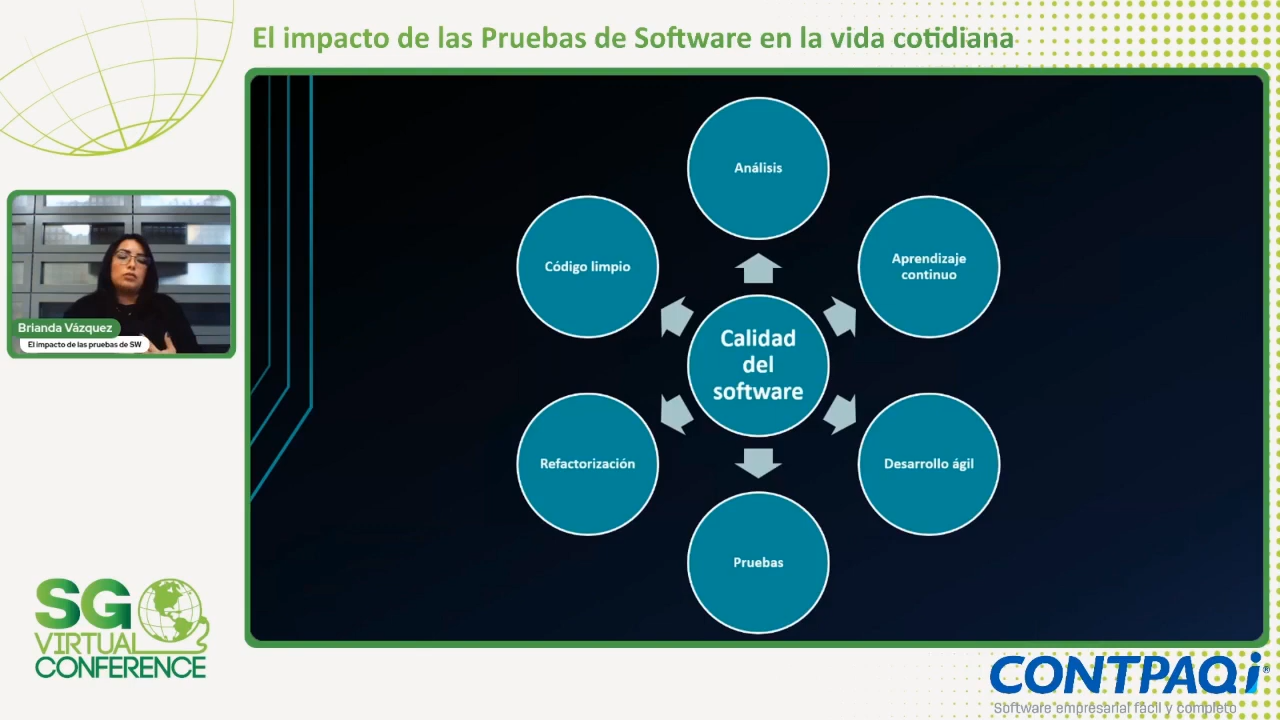 El impacto de las Pruebas de Software en la vida cotidiana
Análisis
Código limpio
Aprendizaje
continuo
Calidad
del
software
Refactorización
Desarrollo ágil
Pruebas
Brianda Vázquez
El impacto de las pruebas de SW
SG
VIRTUAL
CONFERENCE
CONTPAQi®
Software empresarial fácil y completo